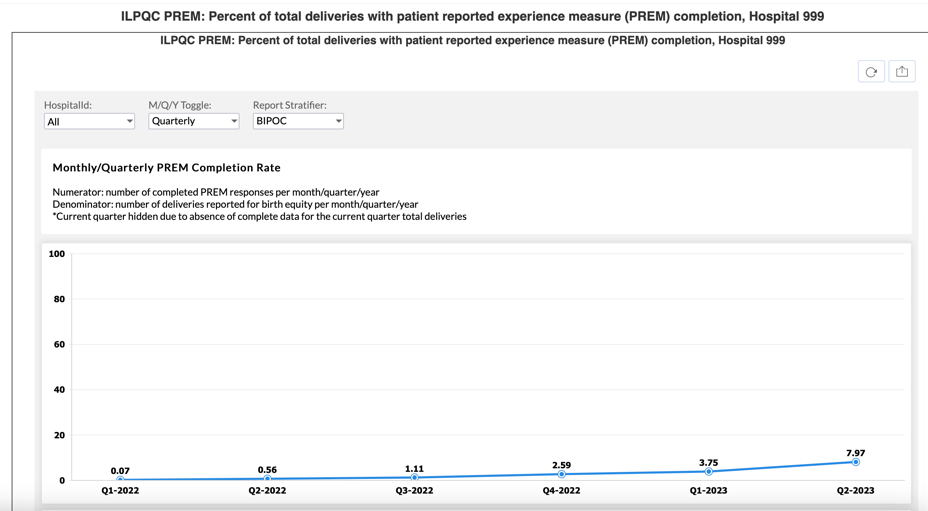 ILPQC PREM: Percent of total deliveries with patient reported experience measure (PREM) completion, Hospital 999
ILPQC PREM: Percent of total deliveries with patient reported experience measure (PREM) completion, Hospital 999
HospitalId: M/Q/Y Toggle: Report Stratifier:
All Quarterly BIPOC
Monthly/Quarterly PREM Completion Rate
Numerator: number of completed PREM responses per month/quarter/year
Denominator: number of deliveries reported for birth equity per month/quarter/year
*Current quarter hidden due to absence of complete data for the current quarter total deliveries
100
80
60
40
20
0
0.07 0.56 1.11 2.59 3.75 7.97
Q1-2022 Q2-2022 Q3-2022 Q4-2022 Q1-2023 Q2-2023